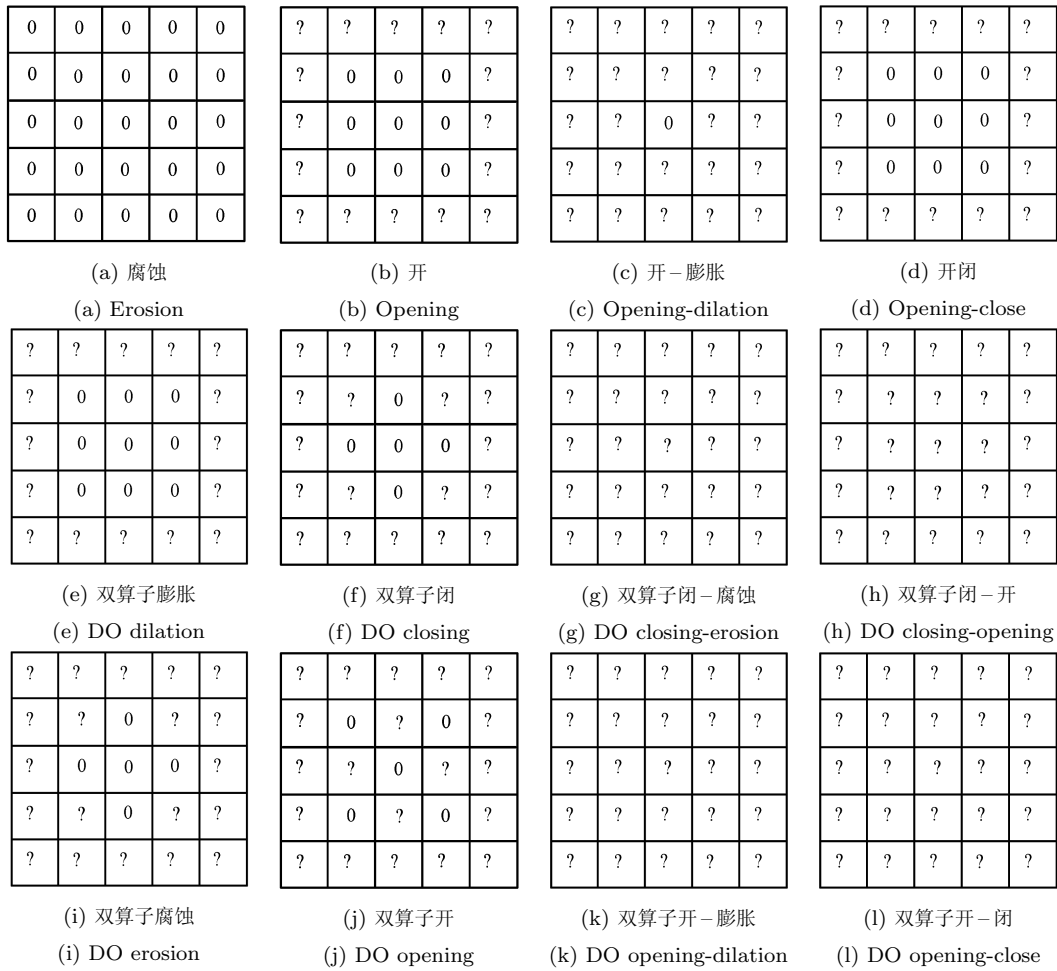 0 0 0 0 0 ? ? ? ? ? ? ? ? ? ? ? ? ? ? ?
0 0 0 0 0 ? 0 0 0 ? ? ? ? ? ? ? 0 0 0 ?
0 0 0 0 0 ? 0 0 0 ? ? ? 0 ? ? ? 0 0 0 ?
0 0 0 0 0 ? 0 0 0 ? ? ? ? ? ? ? 0 0 0 ?
0 0 0 0 0 ? ? ? ? ? ? ? ? ? ? ? ? ? ? ?
(a) 腐蚀 (b) 开 (c) 开－膨胀 (d) 开闭
(a) Erosion (b) Opening (c) Opening-dilation (d) Opening-close
? ? ? ? ? ? ? ? ? ? ? ? ? ? ? ? ? ? ? ?
? 0 0 0 ? ? ? 0 ? ? ? ? ? ? ? ? ? ? ? ?
? 0 0 0 ? ? 0 0 0 ? ? ? ? ? ? ? ? ? ? ?
? 0 0 0 ? ? ? 0 ? ? ? ? ? ? ? ? ? ? ? ?
? ? ? ? ? ? ? ? ? ? ? ? ? ? ? ? ? ? ? ?
(e) 双算子膨胀 (f) 双算子闭 (g) 双算子闭－腐蚀 (h) 双算子闭－开
(e) DO dilation (f) DO closing (g) DO closing-erosion (h) DO closing-opening
? ? ? ? ? ? ? ? ? ? ? ? ? ? ? ? ? ? ? ?
? ? 0 ? ? ? 0 ? 0 ? ? ? ? ? ? ? ? ? ? ?
? 0 0 0 ? ? ? 0 ? ? ? ? ? ? ? ? ? ? ? ?
? ? 0 ? ? ? 0 ? 0 ? ? ? ? ? ? ? ? ? ? ?
? ? ? ? ? ? ? ? ? ? ? ? ? ? ? ? ? ? ? ?
(i) 双算子腐蚀 (j) 双算子开 (k) 双算子开－膨胀 (l) 双算子开－闭
(i) DO erosion (j) DO opening (k) DO opening-dilation (l) DO opening-close